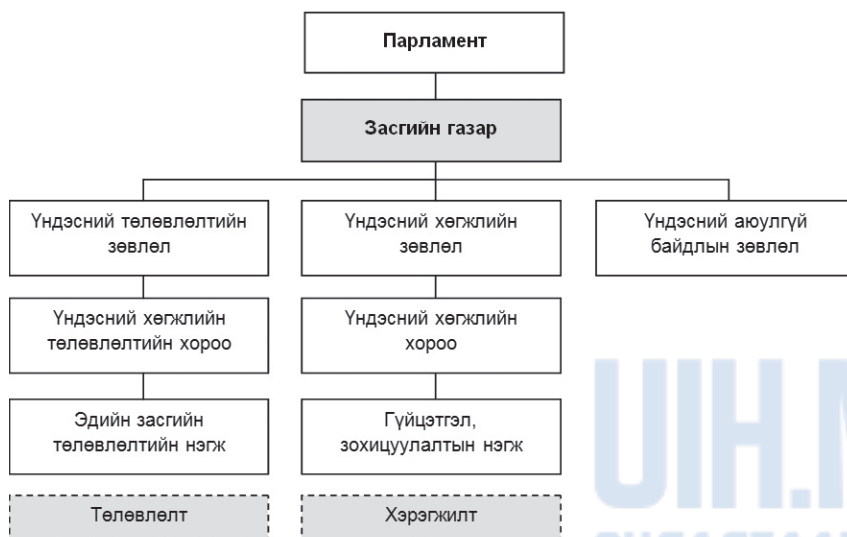 Парламент
Засгийн газар
Үндэсний төлөвлөлтийн
зөвлөл
Үндэсний хөгжлийн
зөвлөл
Үндэсний аюулгүй
байдлын зөвлөл
Үндэсний хөгжлийн
төлөвлөлтийн хороо
Үндэсний хөгжлийн
хороо
Эдийн засгийн
төлөвлөлтийн нэгж
Гүйцэтгэл,
зохицуулалтын нэгж
Төлөвлөлт
Хэрэгжилт
UIH.M